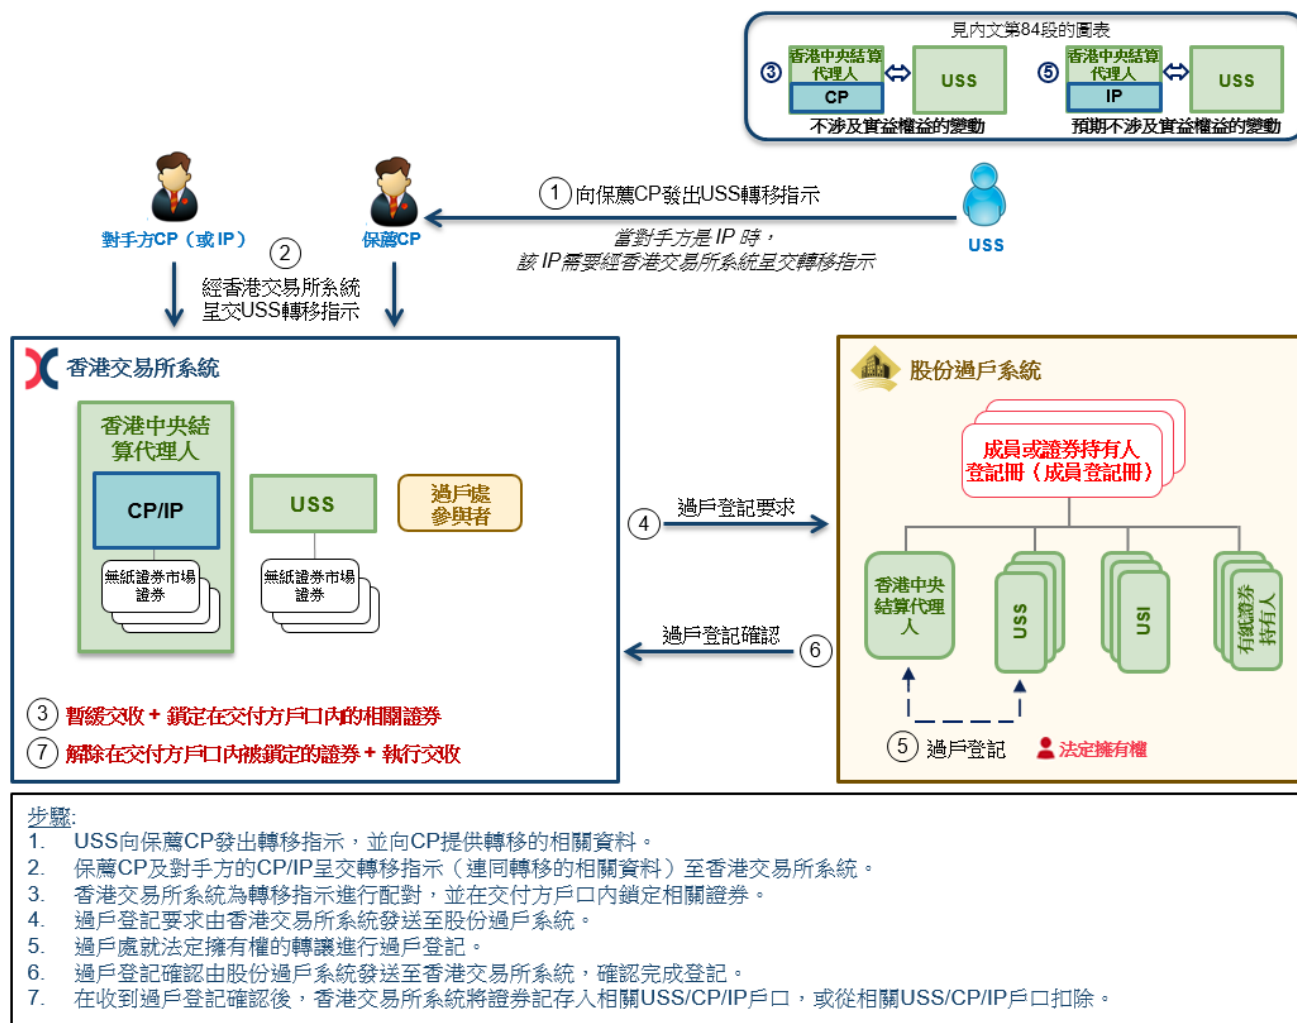 見內文第84段的圖表
③
香港中央結算
代理人
CP
USS
不涉及實益權益的變動
⑤
香港中央結算
代理人
IP
USS
預期不涉及實益權益的變動
對手方CP（或 IP）
保薦CP
① 向保薦CP發出USS轉移指示
當對手方是 IP 時，
該 IP需要經香港交易所系統呈交轉移指示
USS
②
經香港交易所系統
呈交USS轉移指示
香港交易所系統
香港中央結
算代理人
CP/IP
無紙證券市場
證券
USS
無紙證券市場
證券
過戶處
參與者
③ 暫緩交收 + 鎖定在交付方戶口內的相關證券
⑦ 解除在交付方戶口內被鎖定的證券 + 執行交收
④ 過戶登記要求
過戶登記確認 ⑥
股份過戶系統
成員或證券持有人
登記冊（成員登記冊）
香港中央
結算代理
人
USS
USI
有紙證券
持有人
⑤ 過戶登記
法定擁有權
步驟:
1. USS向保薦CP發出轉移指示，並向CP提供轉移的相關資料。
2. 保薦CP及對手方的CP/IP呈交轉移指示（連同轉移的相關資料）至香港交易所系統。
3. 香港交易所系統為轉移指示進行配對，並在交付方戶口內鎖定相關證券。
4. 過戶登記要求由香港交易所系統發送至股份過戶系統。
5. 過戶處就法定擁有權的轉讓進行過戶登記。
6. 過戶登記確認由股份過戶系統發送至香港交易所系統，確認完成登記。
7. 在收到過戶登記確認後，香港交易所系統將證券記存入相關USS/CP/IP戶口，或從相關USS/CP/IP戶口扣除。